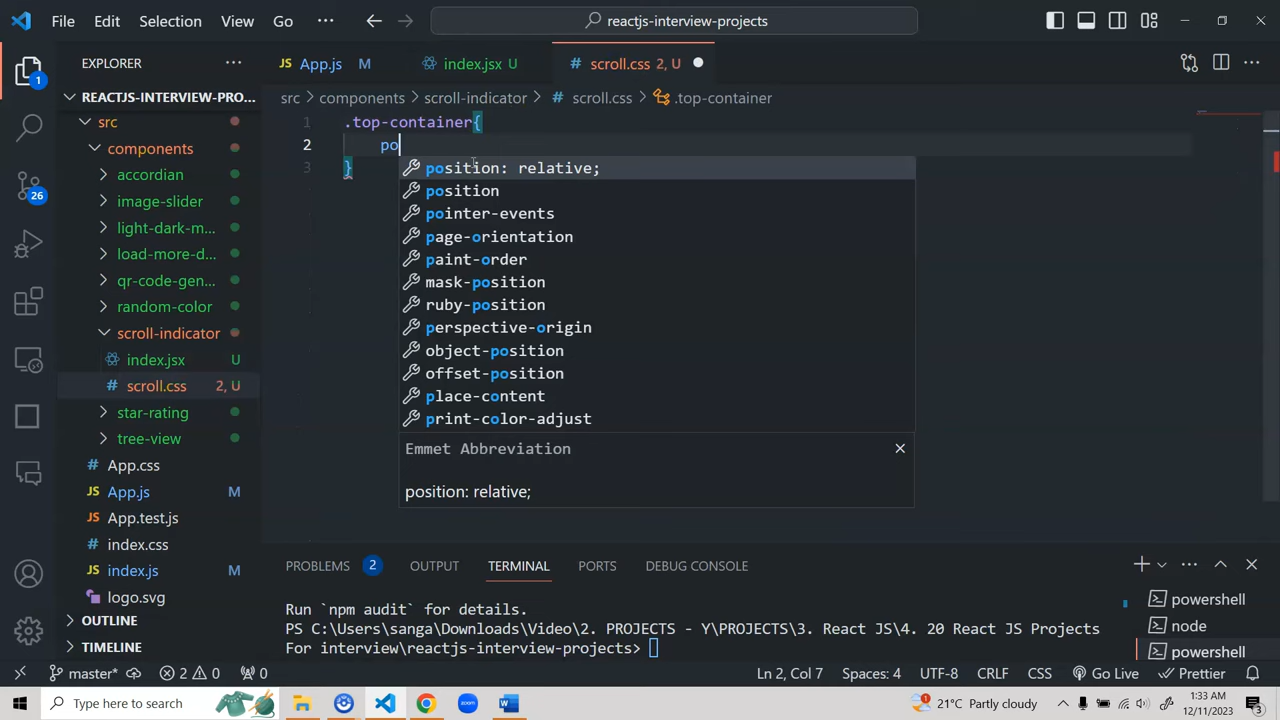 File Edit Selection View Go ··· reactjs-interview-projects
EXPLORER ···
App.js M
index.jsx U
# scroll.css 2, U
REACTJS-INTERVIEW-PRO...
src > components > scroll-indicator > # scroll.css > .top-container
src
components
accordian
image-slider
light-dark-m...
load-more-d...
qr-code-gen...
random-color
scroll-indicator
index.jsx U
# scroll.css 2, U
star-rating
tree-view
# App.css
JS App.js M
JS App.test.js
# index.css
JS index.js M
logo.svg
OUTLINE
TIMELINE
1
26
1 .top-container{
2 po
3 }
position: relative;
position
pointer-events
page-orientation
paint-order
mask-position
ruby-position
perspective-origin
object-position
offset-position
place-content
print-color-adjust
Emmet Abbreviation
position: relative;
PROBLEMS 2 OUTPUT TERMINAL PORTS DEBUG CONSOLE
Run `npm audit` for details.
PS C:\Users\sanga\Downloads\Video\2. PROJECTS - Y\PROJECTS\3. React JS\4. 20 React JS Projects
For interview\reactjs-interview-projects>
powershell
node
powershell
master* 2 0 0 Ln 2, Col 7 Spaces: 4 UTF-8 CRLF CSS Go Live Prettier
Type here to search
1 21°C Partly cloudy
1:33 AM
12/11/2023
3